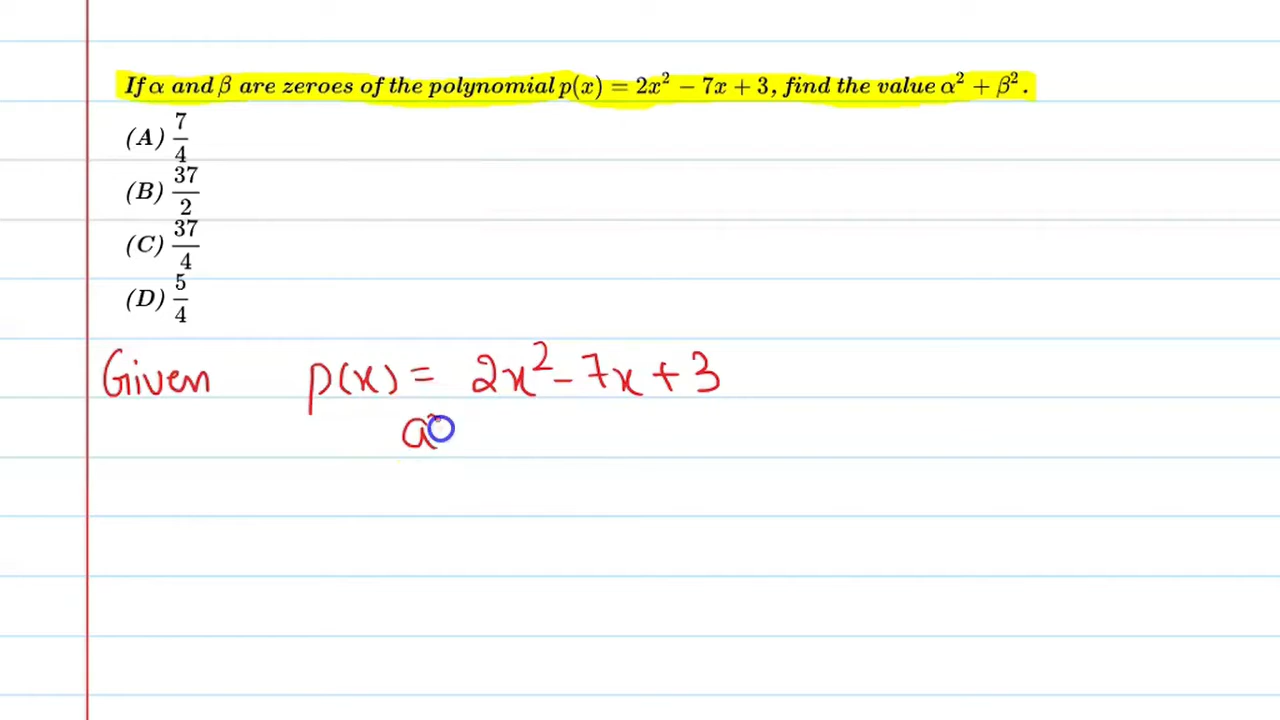 If α and β are zeroes of the polynomial p(x) = 2x² − 7x + 3, find the value α² + β².
(A) 7/4
(B) 37/2
(C) 37/4
(D) 5/4
Given p(x) = 2x² - 7x + 3
a